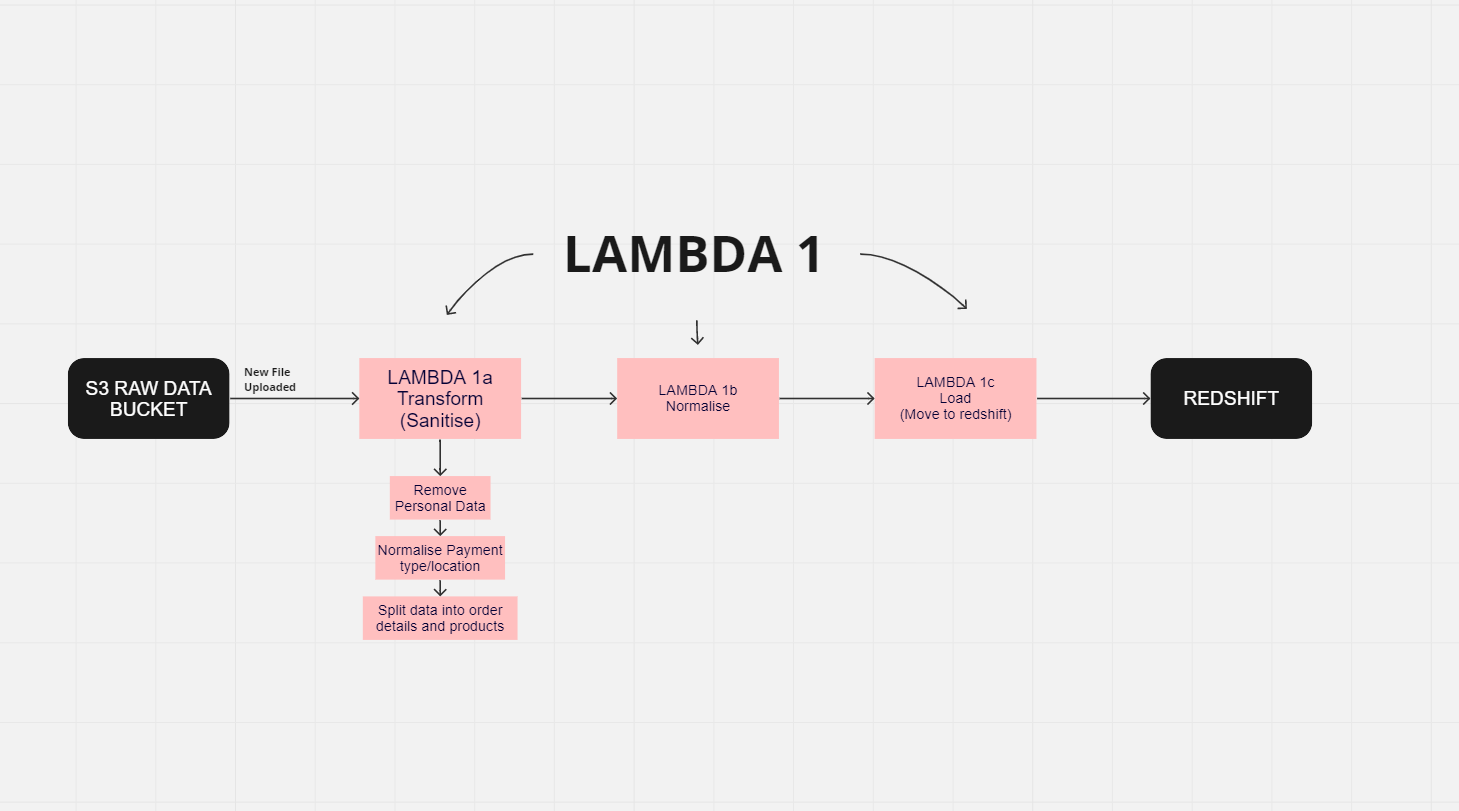 LAMBDA 1
S3 RAW DATA
BUCKET
New File
Uploaded
LAMBDA 1a
Transform
(Sanitise)
LAMBDA 1b
Normalise
LAMBDA 1c
Load
(Move to redshift)
REDSHIFT
Remove
Personal Data
Normalise Payment
type/location
Split data into order
details and products